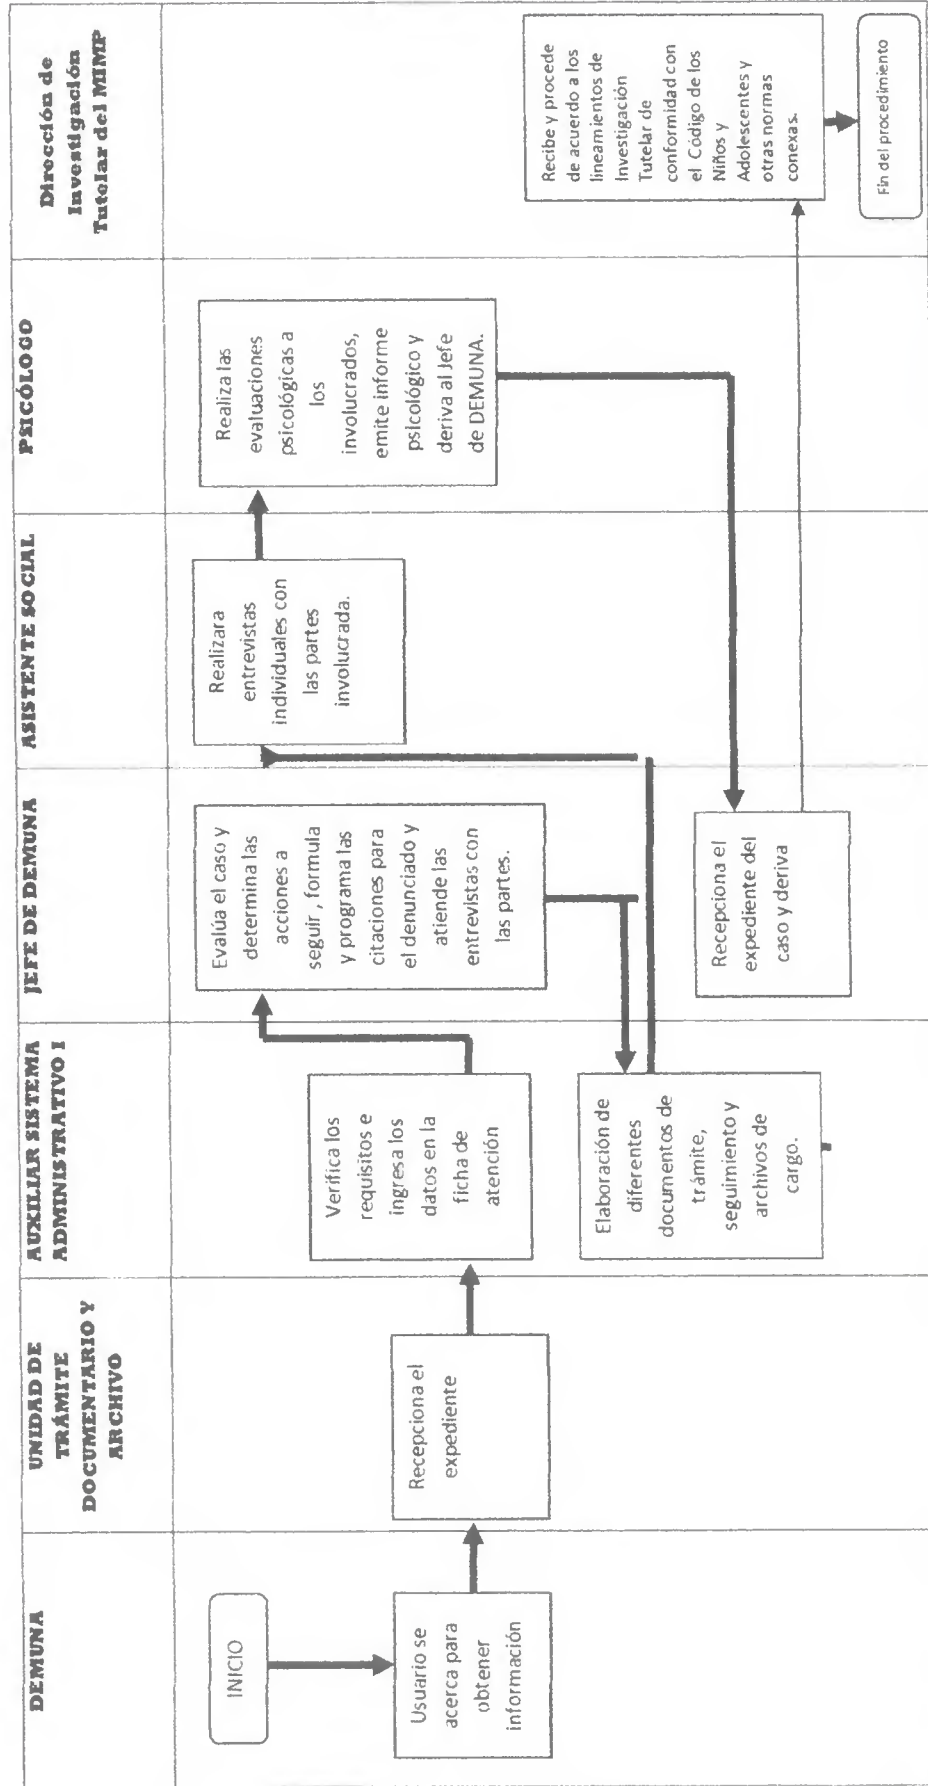 DEMUNA
UNIDAD DE
TRÁMITE
DOCUMENTARIO Y
ARCHIVO
AUXILIAR SISTEMA
ADMINISTRATIVO I
JEFE DE DEMUNA
ASISTENTE SOCIAL
PSICÓLOGO
Dirección de
Investigación
Tutelar del MIMP
INICIO
Usuario se
acerca para
obtener
información
Recepciona el
expediente
Verifica los
requisitos e
ingresa los
datos en la
ficha de
atención
Evalúa el caso y
determina las
acciones a
seguir , formula
y programa las
citaciones para
el denunciado y
atiende las
entrevistas con
las partes.
Elaboración de
diferentes
documentos de
trámite,
seguimiento y
archivos de
cargo.
Realizara
entrevistas
individuales con
las partes
involucrada.
Realiza las
evaluaciones
psicológicas a
los
involucrados,
emite informe
psicológico y
deriva al Jefe
de DEMUNA.
Recepciona el
expediente del
caso y deriva
Recibe y procede
de acuerdo a los
lineamientos de
Investigación
Tutelar de
conformidad con
el Código de los
Niños y
Adolescentes y
otras normas
conexas.
Fin del procedimiento